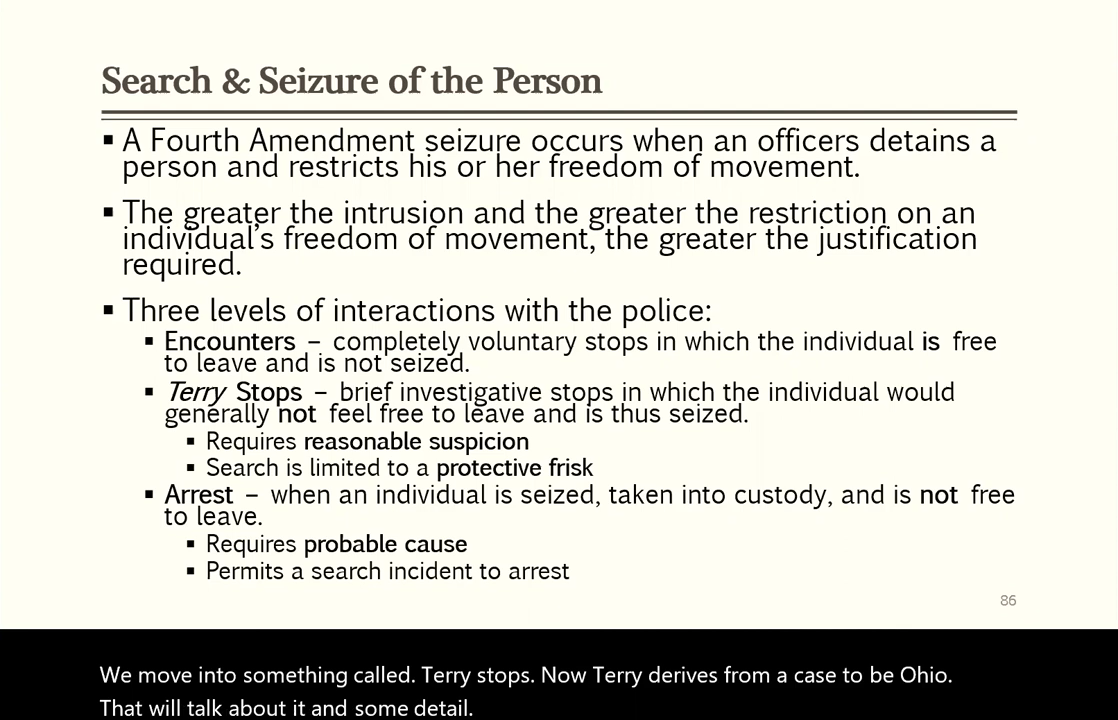 Search & Seizure of the Person
▪ A Fourth Amendment seizure occurs when an officers detains a
person and restricts his or her freedom of movement.
▪ The greater the intrusion and the greater the restriction on an
individual's freedom of movement, the greater the justification
required.
▪ Three levels of interactions with the police:
▪ Encounters – completely voluntary stops in which the individual is free
to leave and is not seized.
▪ Terry Stops – brief investigative stops in which the individual would
generally not feel free to leave and is thus seized.
▪ Requires reasonable suspicion
▪ Search is limited to a protective frisk
▪ Arrest – when an individual is seized, taken into custody, and is not free
to leave.
▪ Requires probable cause
▪ Permits a search incident to arrest
86
We move into something called. Terry stops. Now Terry derives from a case to be Ohio.
That will talk about it and some detail.